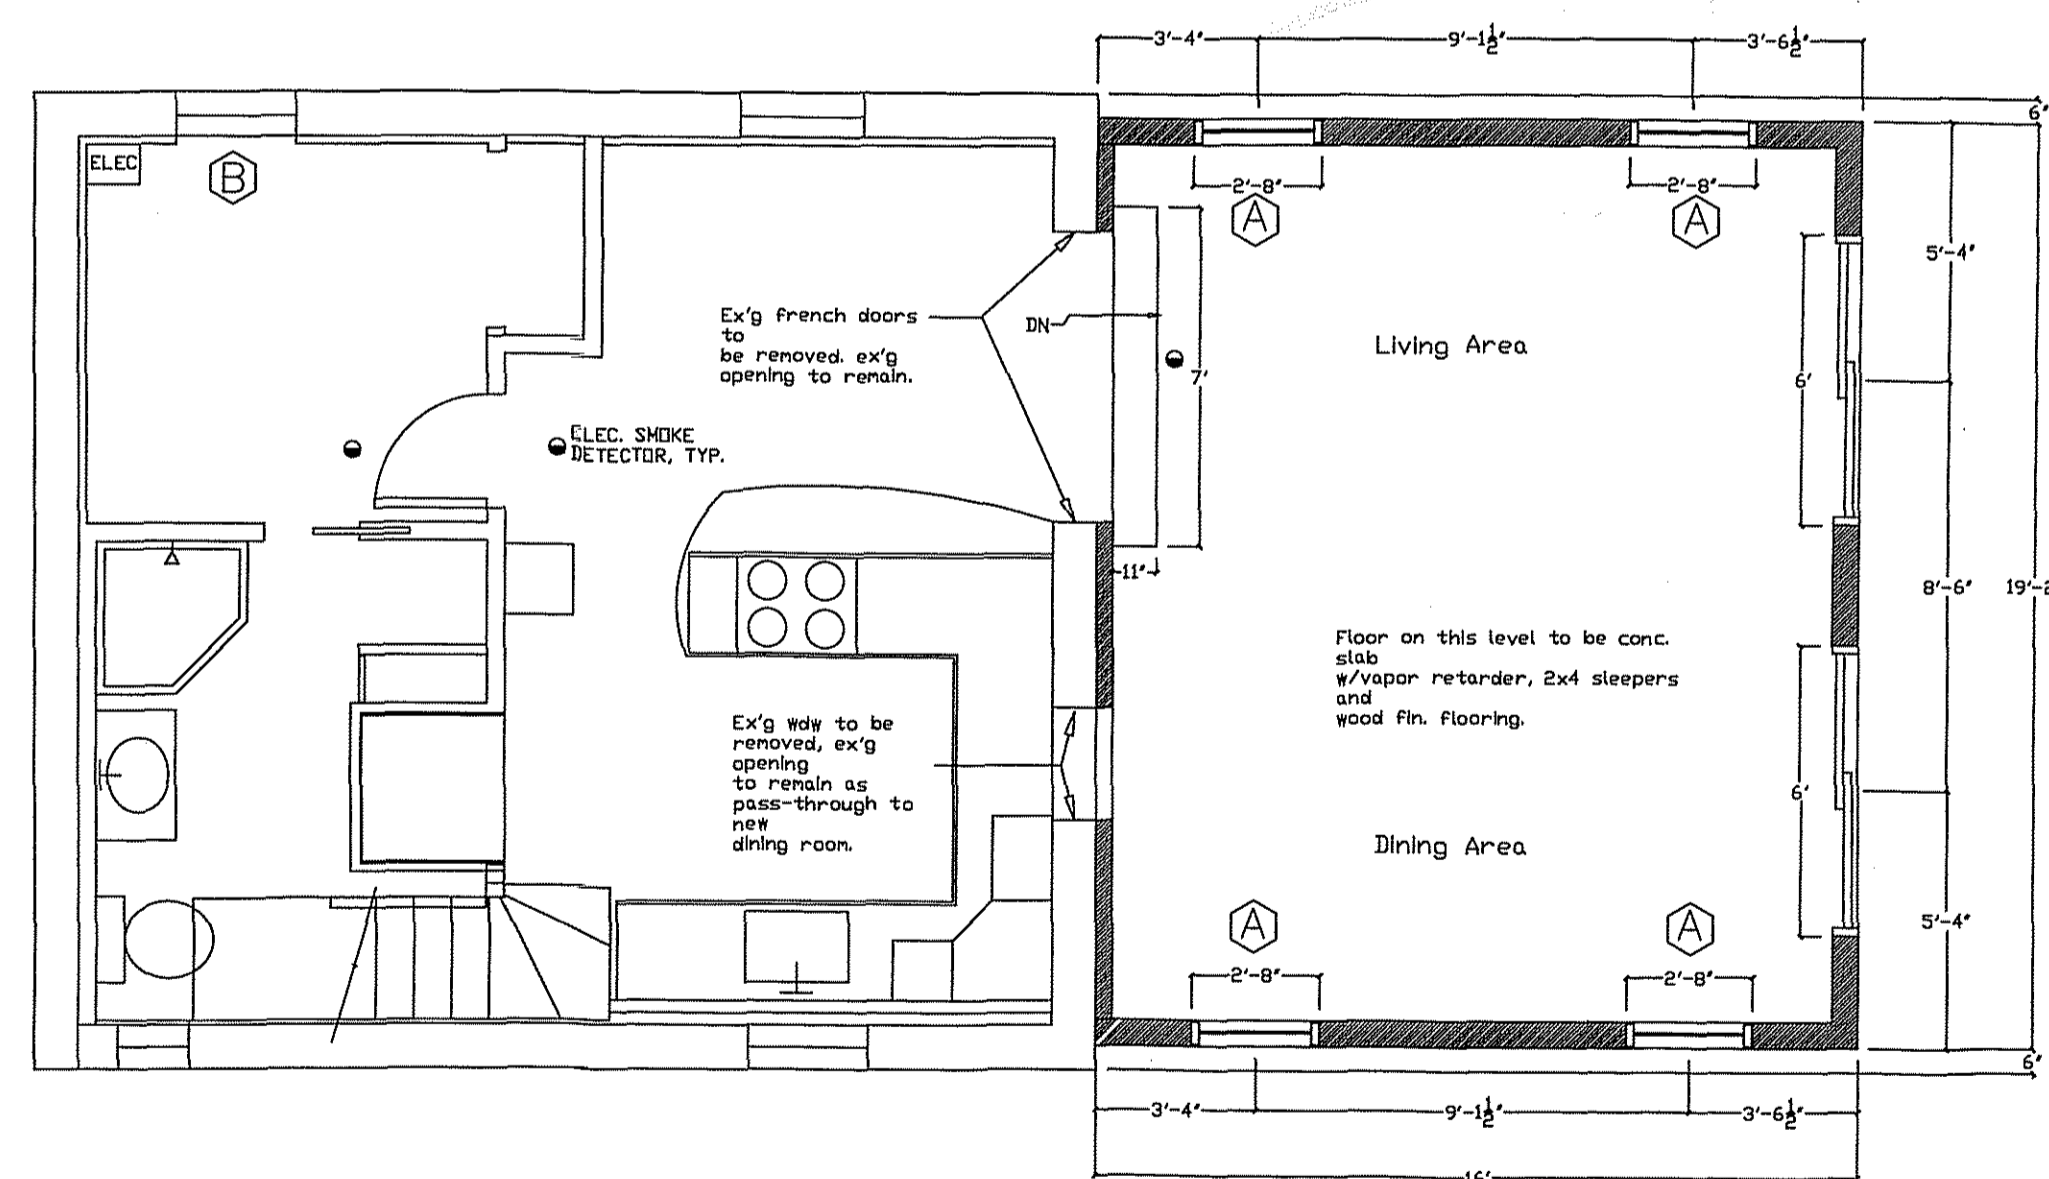 3'-4"
9'-1½"
3'-6½"
6"
ELEC
B
2'-8"
2'-8"
A
A
5'-4"
Ex'g french doors
to
be removed. ex'g
opening to remain.
DN
7'
Living Area
6'
ELEC. SMOKE
DETECTOR, TYP.
11"
8'-6"
Floor on this level to be conc.
slab
w/vapor retarder, 2x4 sleepers
and
wood fin. flooring.
Ex'g wdw to be
removed, ex'g
opening
to remain as
pass-through to
new
dining room.
6'
Dining Area
5'-4"
A
A
2'-8"
2'-8"
6"
3'-4"
9'-1½"
3'-6½"
16'